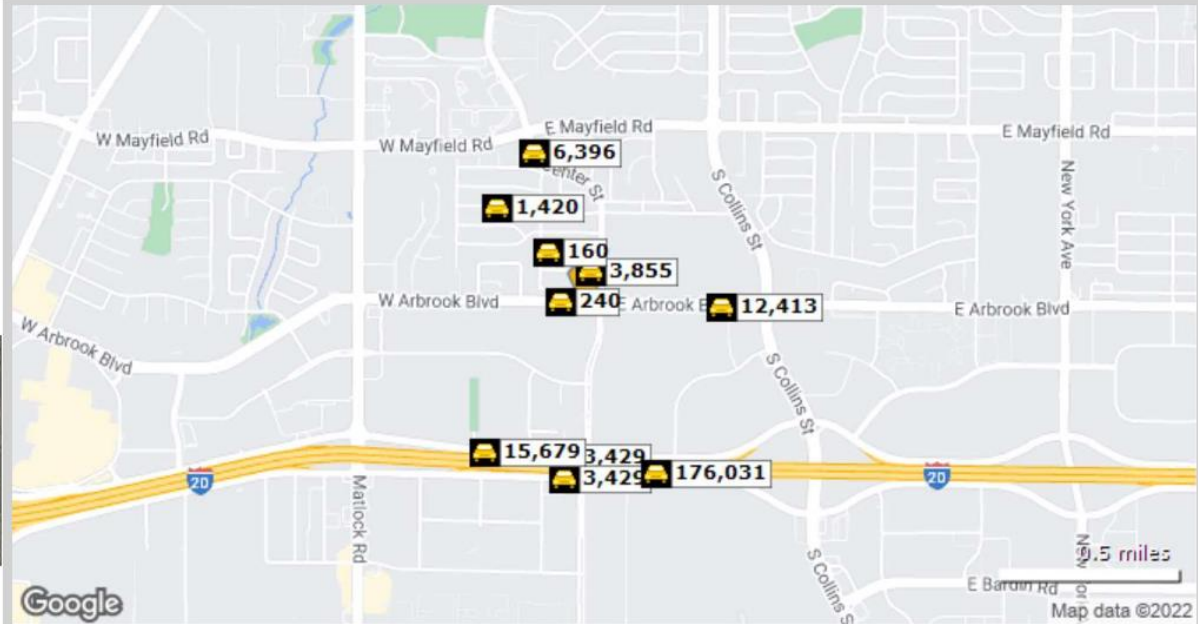 W Mayfield Rd
W Mayfield Rd
E Mayfield Rd
E Mayfield Rd
6,396
Center St
1,420
S Collins St
New York Ave
160
3,855
W Arbrook Blvd
240
E Arbrook B
12,413
E Arbrook Blvd
W Arbrook Blvd
S Collins St
15,679
3,429
3,429
176,031
20
20
Matlock Rd
S Collins S
0.5 miles
E Bardin Rd
Google
Map data ©2022